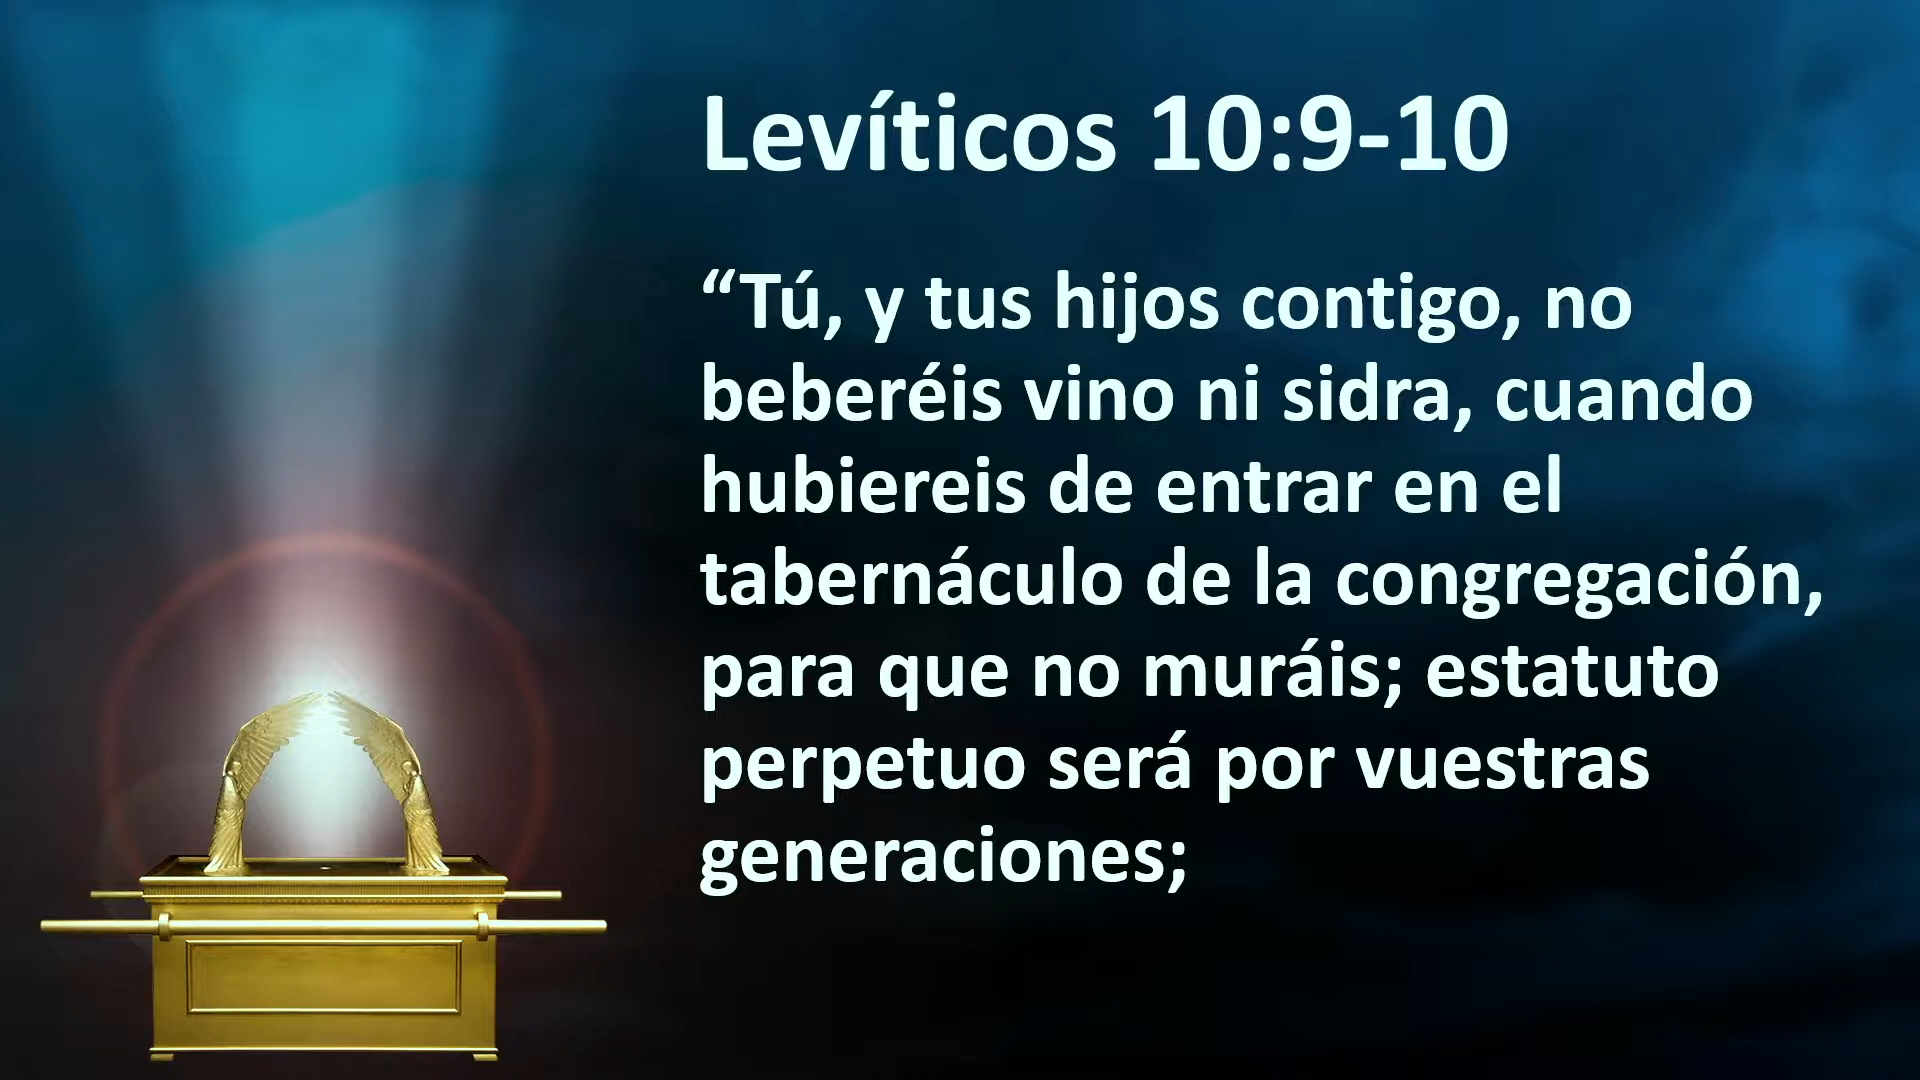 Levíticos 10:9-10
“Tú, y tus hijos contigo, no
beberéis vino ni sidra, cuando
hubiereis de entrar en el
tabernáculo de la congregación,
para que no muráis; estatuto
perpetuo será por vuestras
generaciones;